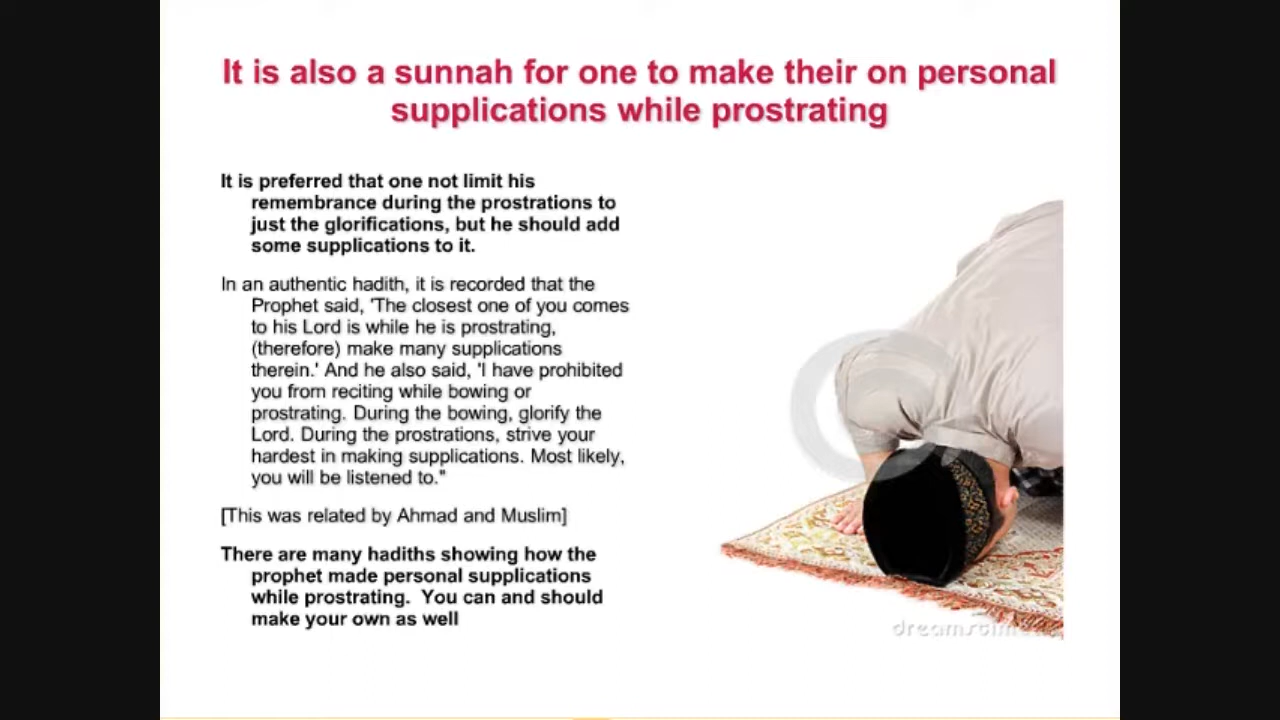 It is also a sunnah for one to make their on personal
supplications while prostrating
It is preferred that one not limit his
remembrance during the prostrations to
just the glorifications, but he should add
some supplications to it.
In an authentic hadith, it is recorded that the
Prophet said, 'The closest one of you comes
to his Lord is while he is prostrating,
(therefore) make many supplications
therein.' And he also said, 'I have prohibited
you from reciting while bowing or
prostrating. During the bowing, glorify the
Lord. During the prostrations, strive your
hardest in making supplications. Most likely,
you will be listened to."
[This was related by Ahmad and Muslim]
There are many hadiths showing how the
prophet made personal supplications
while prostrating.  You can and should
make your own as well